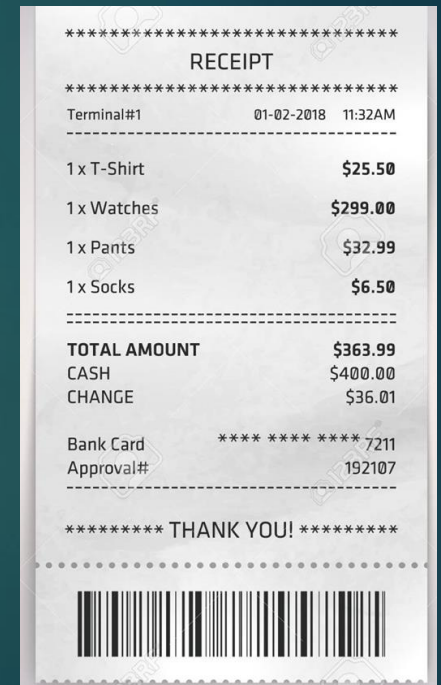 *******************************
RECEIPT
*******************************
Terminal#1 01-02-2018 11:32AM
1 x T-Shirt $25.50
1 x Watches $299.00
1 x Pants $32.99
1 x Socks $6.50
TOTAL AMOUNT $363.99
CASH $400.00
CHANGE $36.01
Bank Card **** **** **** 7211
Approval# 192107
********* THANK YOU! *********
123RF